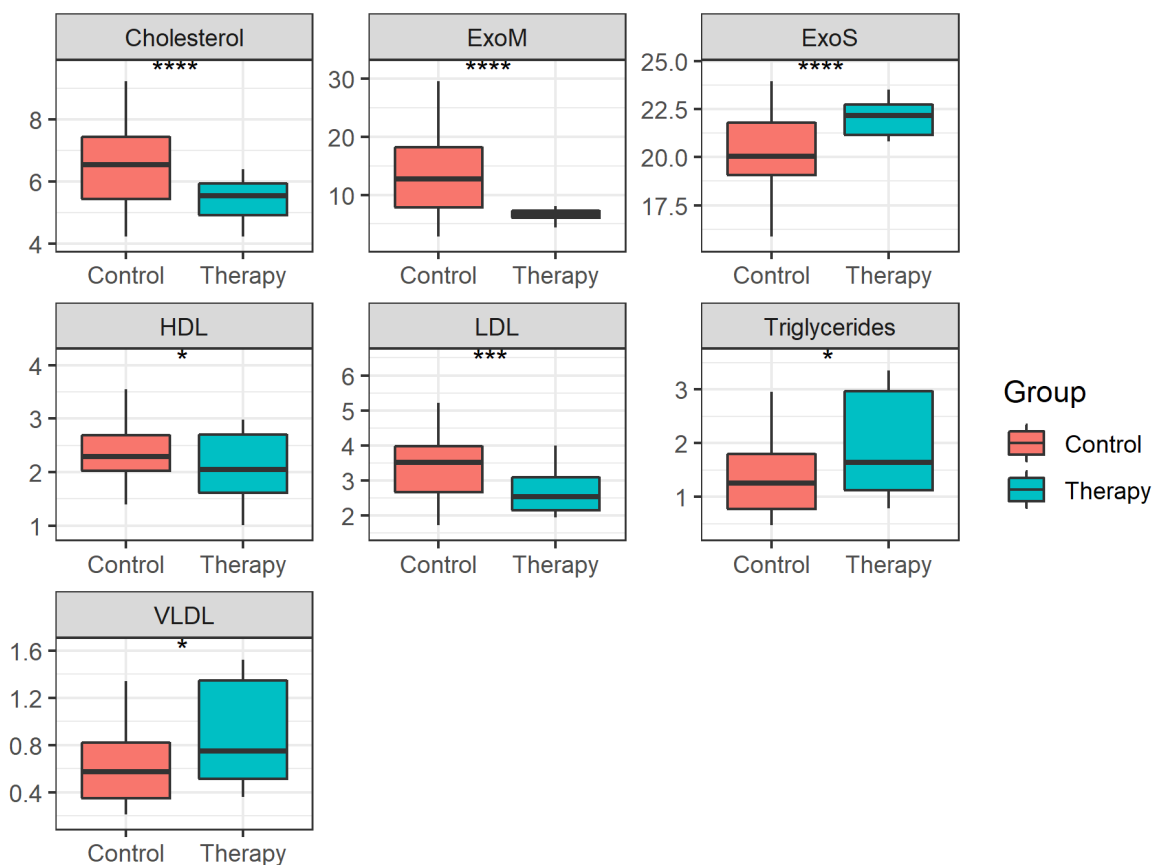 Cholesterol ExoM ExoS
**** **** ****
8
6
4
30
20
10
25.0
22.5
20.0
17.5
Control Therapy Control Therapy Control Therapy
HDL LDL Triglycerides
* *** *
4
3
2
1
6
5
4
3
2
3
2
1
Control Therapy Control Therapy Control Therapy
Group
Control
Therapy
VLDL
*
1.6
1.2
0.8
0.4
Control Therapy